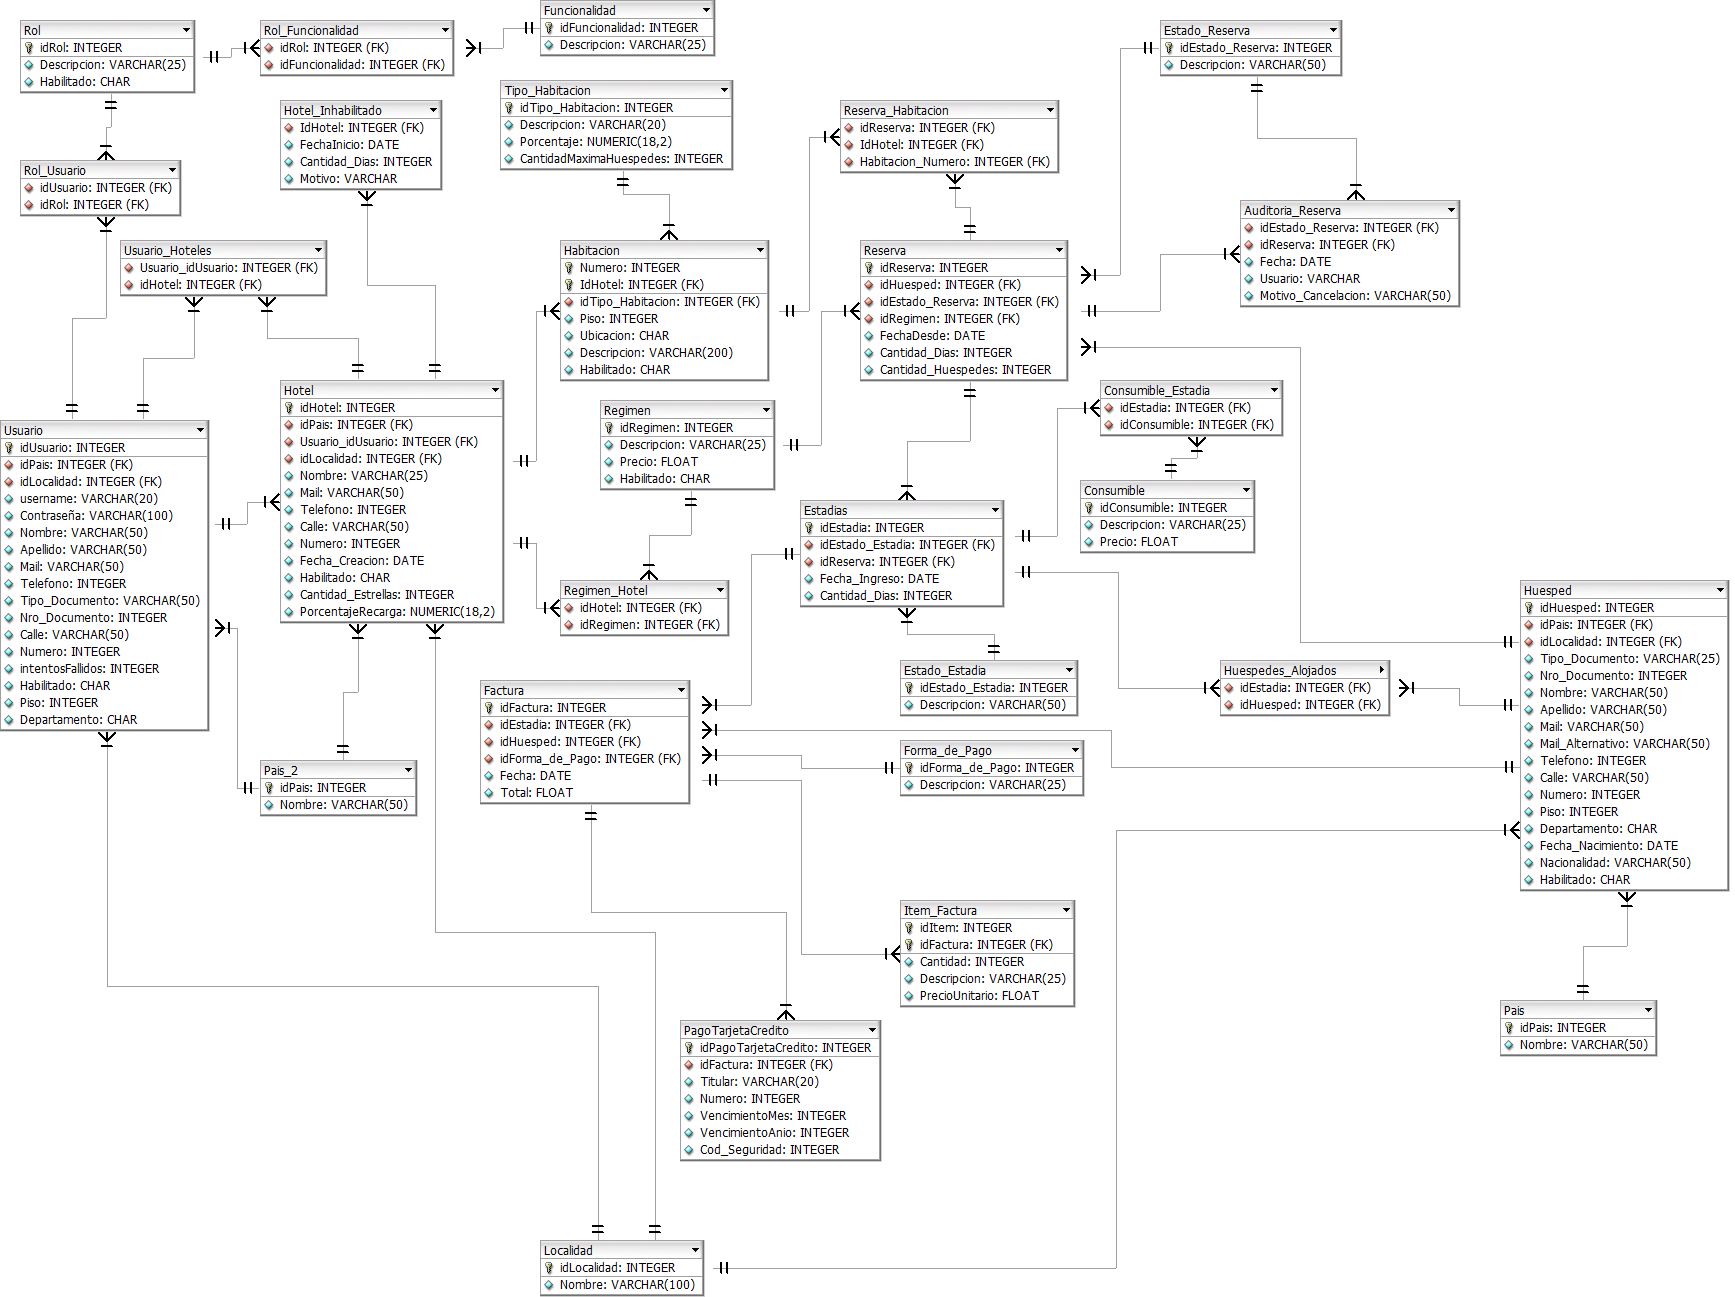 Rol
idRol: INTEGER
Descripcion: VARCHAR(25)
Habilitado: CHAR
Rol_Funcionalidad
idRol: INTEGER (FK)
idFuncionalidad: INTEGER (FK)
Funcionalidad
idFuncionalidad: INTEGER
Descripcion: VARCHAR(25)
Estado_Reserva
idEstado_Reserva: INTEGER
Descripcion: VARCHAR(50)
Hotel_Inhabilitado
IdHotel: INTEGER (FK)
FechaInicio: DATE
Cantidad_Dias: INTEGER
Motivo: VARCHAR
Tipo_Habitacion
idTipo_Habitacion: INTEGER
Descripcion: VARCHAR(20)
Porcentaje: NUMERIC(18,2)
CantidadMaximaHuespedes: INTEGER
Reserva_Habitacion
idReserva: INTEGER (FK)
IdHotel: INTEGER (FK)
Habitacion_Numero: INTEGER (FK)
Rol_Usuario
idUsuario: INTEGER (FK)
idRol: INTEGER (FK)
Auditoria_Reserva
idEstado_Reserva: INTEGER (FK)
idReserva: INTEGER (FK)
Fecha: DATE
Usuario: VARCHAR
Motivo_Cancelacion: VARCHAR(50)
Usuario_Hoteles
Usuario_idUsuario: INTEGER (FK)
idHotel: INTEGER (FK)
Habitacion
Numero: INTEGER
IdHotel: INTEGER (FK)
idTipo_Habitacion: INTEGER (FK)
Piso: INTEGER
Ubicacion: CHAR
Descripcion: VARCHAR(200)
Habilitado: CHAR
Reserva
idReserva: INTEGER
idHuesped: INTEGER (FK)
idEstado_Reserva: INTEGER (FK)
idRegimen: INTEGER (FK)
FechaDesde: DATE
Cantidad_Dias: INTEGER
Cantidad_Huespedes: INTEGER
Hotel
idHotel: INTEGER
idPais: INTEGER (FK)
Usuario_idUsuario: INTEGER (FK)
idLocalidad: INTEGER (FK)
Nombre: VARCHAR(25)
Mail: VARCHAR(50)
Telefono: INTEGER
Calle: VARCHAR(50)
Numero: INTEGER
Fecha_Creacion: DATE
Habilitado: CHAR
Cantidad_Estrellas: INTEGER
PorcentajeRecarga: NUMERIC(18,2)
Regimen
idRegimen: INTEGER
Descripcion: VARCHAR(25)
Precio: FLOAT
Habilitado: CHAR
Consumible_Estadia
idEstadia: INTEGER (FK)
idConsumible: INTEGER (FK)
Usuario
idUsuario: INTEGER
idPais: INTEGER (FK)
idLocalidad: INTEGER (FK)
username: VARCHAR(20)
Contraseña: VARCHAR(100)
Nombre: VARCHAR(50)
Apellido: VARCHAR(50)
Mail: VARCHAR(50)
Telefono: INTEGER
Tipo_Documento: VARCHAR(50)
Nro_Documento: INTEGER
Calle: VARCHAR(50)
Numero: INTEGER
intentosFallidos: INTEGER
Habilitado: CHAR
Piso: INTEGER
Departamento: CHAR
Consumible
idConsumible: INTEGER
Descripcion: VARCHAR(25)
Precio: FLOAT
Estadias
idEstadia: INTEGER
idEstado_Estadia: INTEGER (FK)
idReserva: INTEGER (FK)
Fecha_Ingreso: DATE
Cantidad_Dias: INTEGER
Regimen_Hotel
idHotel: INTEGER (FK)
idRegimen: INTEGER (FK)
Huesped
idHuesped: INTEGER
idPais: INTEGER (FK)
idLocalidad: INTEGER (FK)
Tipo_Documento: VARCHAR(25)
Nro_Documento: INTEGER
Nombre: VARCHAR(50)
Apellido: VARCHAR(50)
Mail: VARCHAR(50)
Mail_Alternativo: VARCHAR(50)
Telefono: INTEGER
Calle: VARCHAR(50)
Numero: INTEGER
Piso: INTEGER
Departamento: CHAR
Fecha_Nacimiento: DATE
Nacionalidad: VARCHAR(50)
Habilitado: CHAR
Estado_Estadia
idEstado_Estadia: INTEGER
Descripcion: VARCHAR(50)
Huespedes_Alojados
idEstadia: INTEGER (FK)
idHuesped: INTEGER (FK)
Factura
idFactura: INTEGER
idEstadia: INTEGER (FK)
idHuesped: INTEGER (FK)
idForma_de_Pago: INTEGER (FK)
Fecha: DATE
Total: FLOAT
Forma_de_Pago
idForma_de_Pago: INTEGER
Descripcion: VARCHAR(25)
Pais_2
idPais: INTEGER
Nombre: VARCHAR(50)
Item_Factura
idItem: INTEGER
idFactura: INTEGER (FK)
Cantidad: INTEGER
Descripcion: VARCHAR(25)
PrecioUnitario: FLOAT
Pais
idPais: INTEGER
Nombre: VARCHAR(50)
PagoTarjetaCredito
idPagoTarjetaCredito: INTEGER
idFactura: INTEGER (FK)
Titular: VARCHAR(20)
Numero: INTEGER
VencimientoMes: INTEGER
VencimientoAnio: INTEGER
Cod_Seguridad: INTEGER
Localidad
idLocalidad: INTEGER
Nombre: VARCHAR(100)